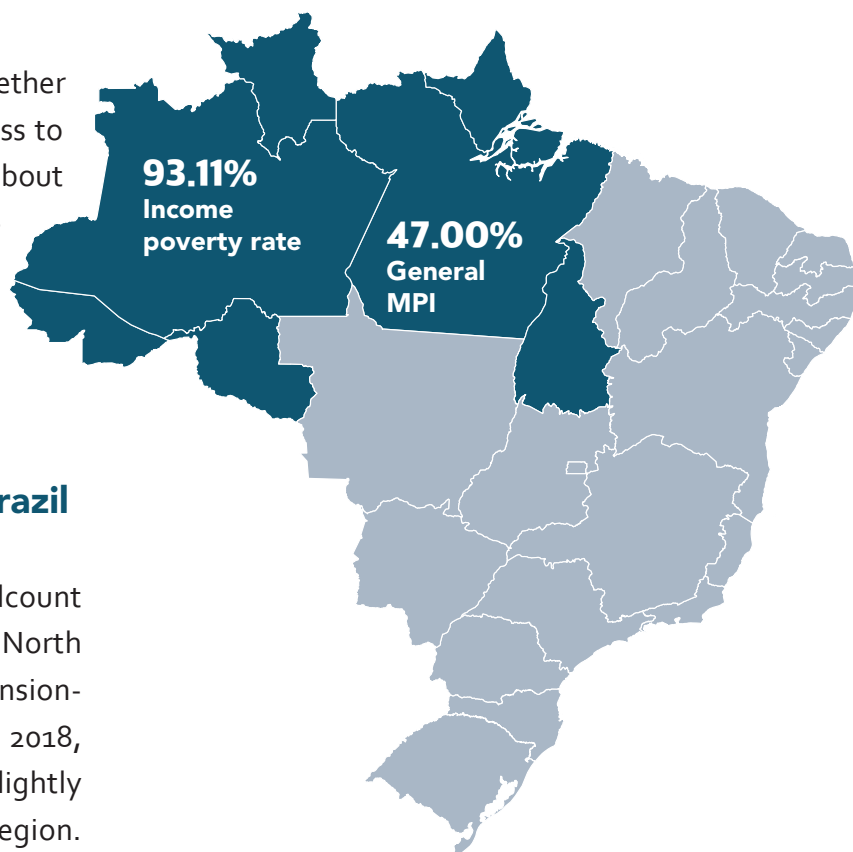 ether
ss to
bout
93.11%
Income
poverty rate
47.00%
General
MPI
razil
lcount
North
nsion-
2018,
lightly
egion.